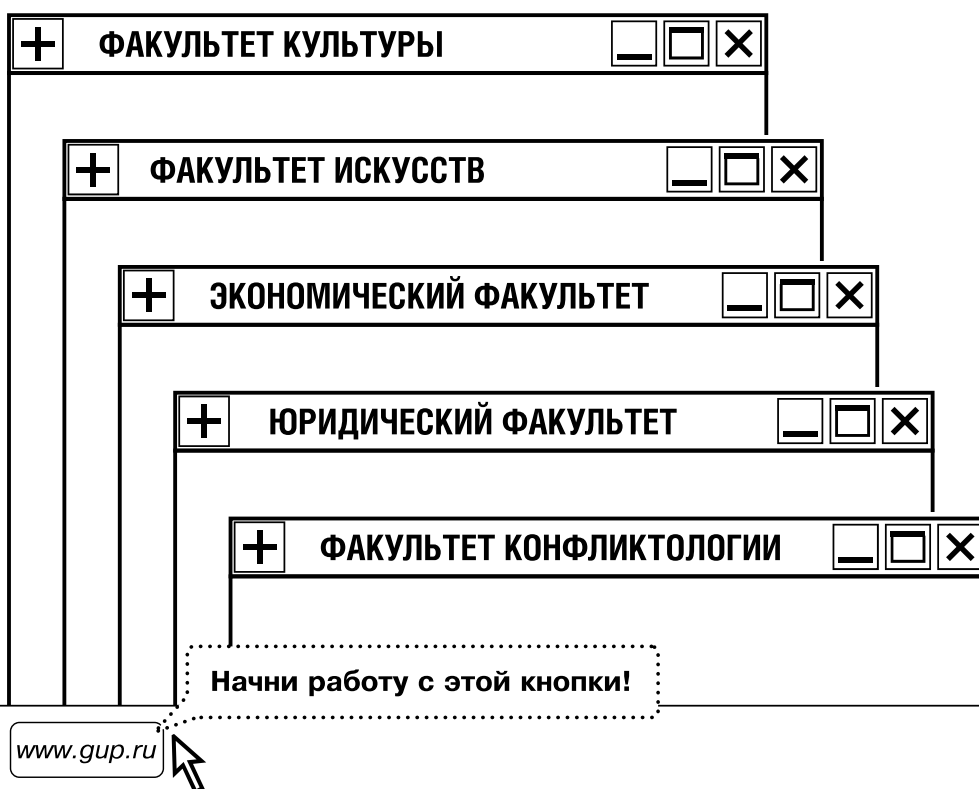 ФАКУЛЬТЕТ КУЛЬТУРЫ
ФАКУЛЬТЕТ ИСКУССТВ
ЭКОНОМИЧЕСКИЙ ФАКУЛЬТЕТ
ЮРИДИЧЕСКИЙ ФАКУЛЬТЕТ
ФАКУЛЬТЕТ КОНФЛИКТОЛОГИИ
Начни работу с этой кнопки!
www.gup.ru